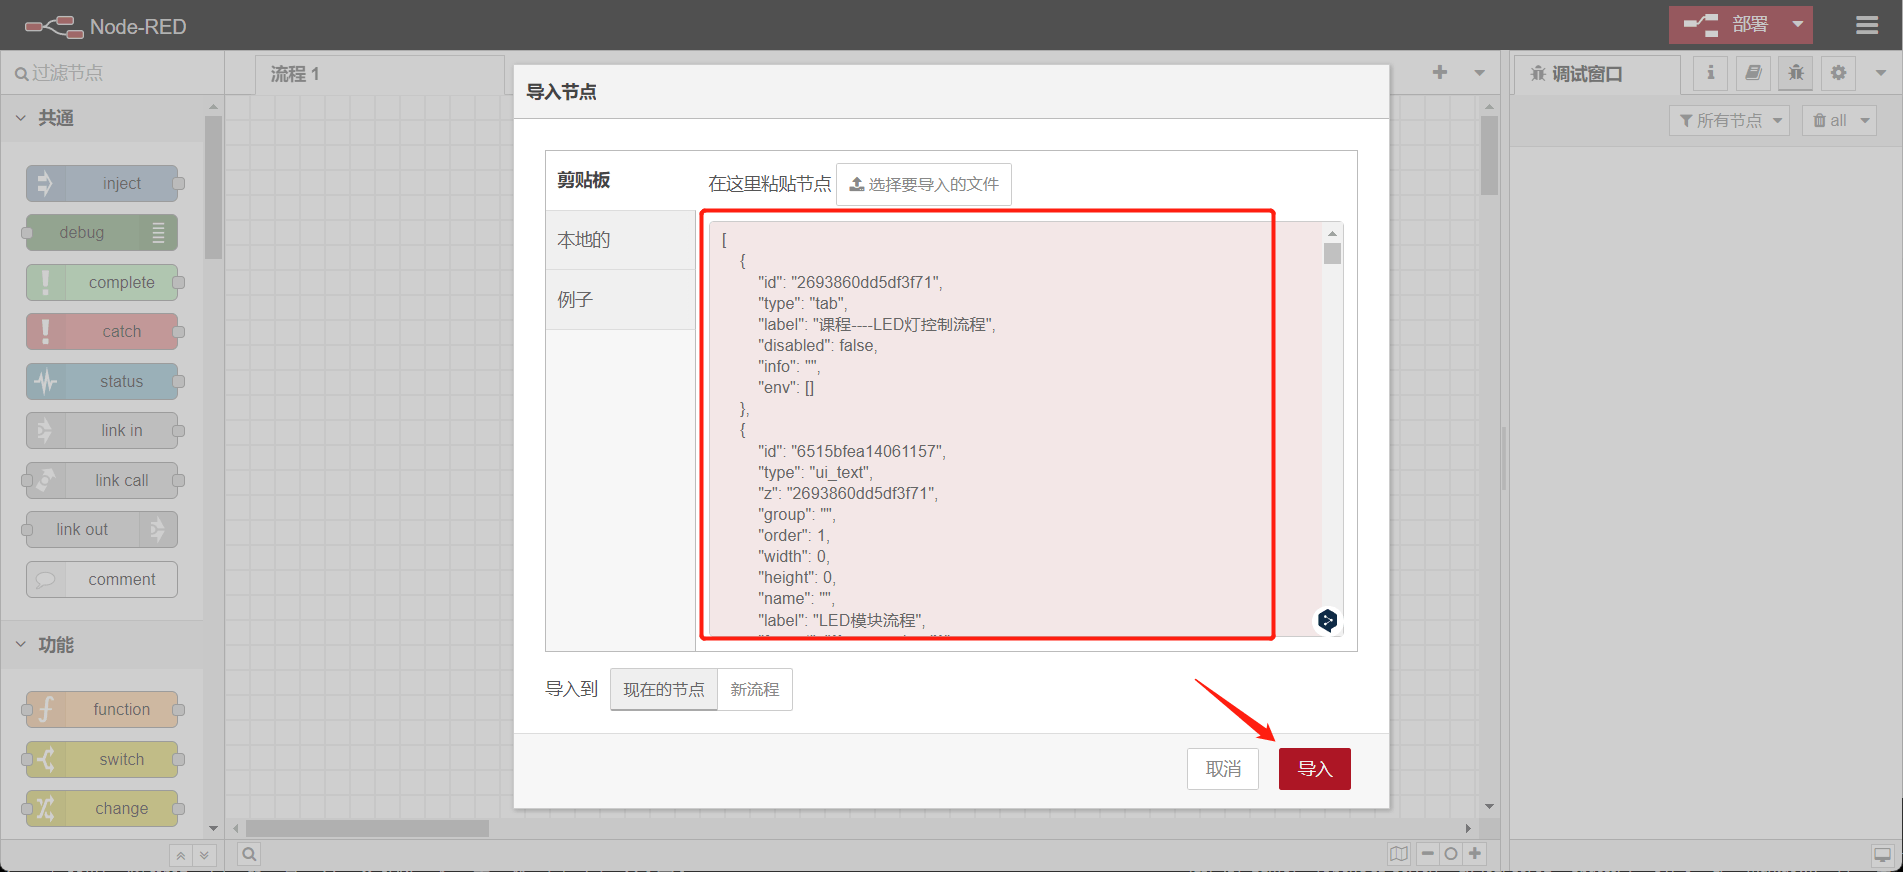 Node-RED
部署
过滤节点
流程 1
调试窗口
所有节点
all
共通
inject
debug
complete
catch
status
link in
link call
link out
comment
功能
function
switch
change
导入节点
剪贴板
本地的
例子
在这里粘贴节点
选择要导入的文件
[
{
"id": "2693860dd5df3f71",
"type": "tab",
"label": "课程----LED灯控制流程",
"disabled": false,
"info": "",
"env": []
},
{
"id": "6515bfea14061157",
"type": "ui_text",
"z": "2693860dd5df3f71",
"group": "",
"order": 1,
"width": 0,
"height": 0,
"name": "",
"label": "LED模块流程",
导入到
现在的节点
新流程
取消
导入